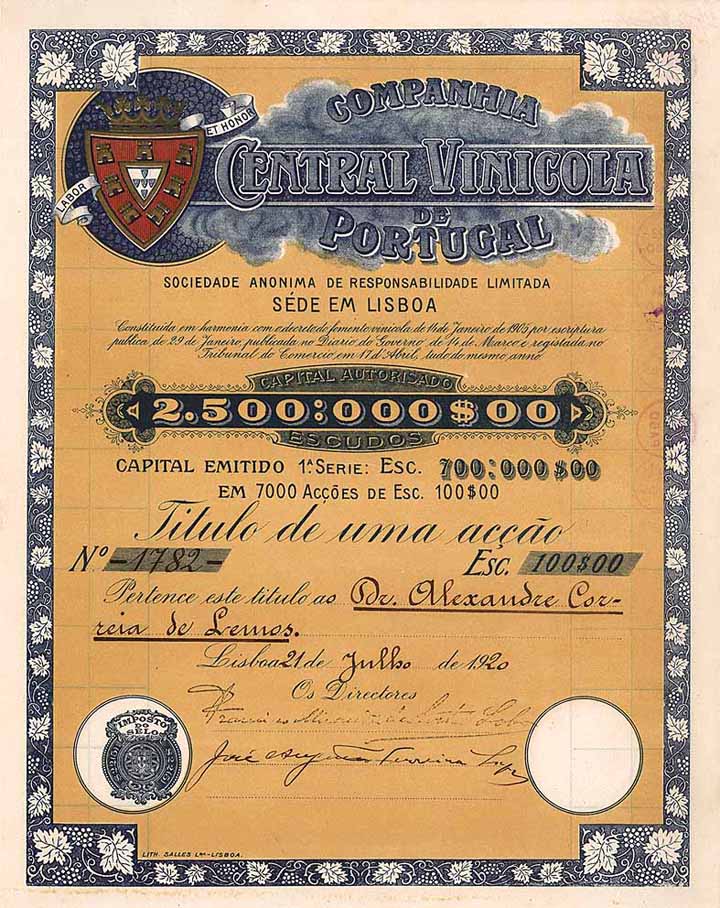 COMPANHIA
CENTRAL VINICOLA
DE
PORTUGAL
LABOR ET HONOR
SOCIEDADE ANONIMA DE RESPONSABILIDADE LIMITADA
SÉDE EM LISBOA
Constituida em harmonia com o decreto de fomento vinicola de 14 de Janeiro de 1905 por escriptura
publica de 29 de Janeiro publicada no Diario do Governo de 14 de Março e registada no
Tribunal do Comercio em 17 d'Abril, tudo do mesmo anno
CAPITAL AUTORISADO
2.500:000$00
ESCUDOS
CAPITAL EMITIDO 1.ª SERIE: ESC. 700:000$00
EM 7000 ACÇÕES DE ESC. 100$00
Titulo de uma acção
Nº -1782- ESC. 100$00
Pertence este titulo ao Dr. Alexandre Cor-
reia de Lemos.
Lisboa 21 de Julho de 1920
Os Directores
José Ferreira
IMPOSTO
DO
SELO
LITH. SALLES LDA-LISBOA.